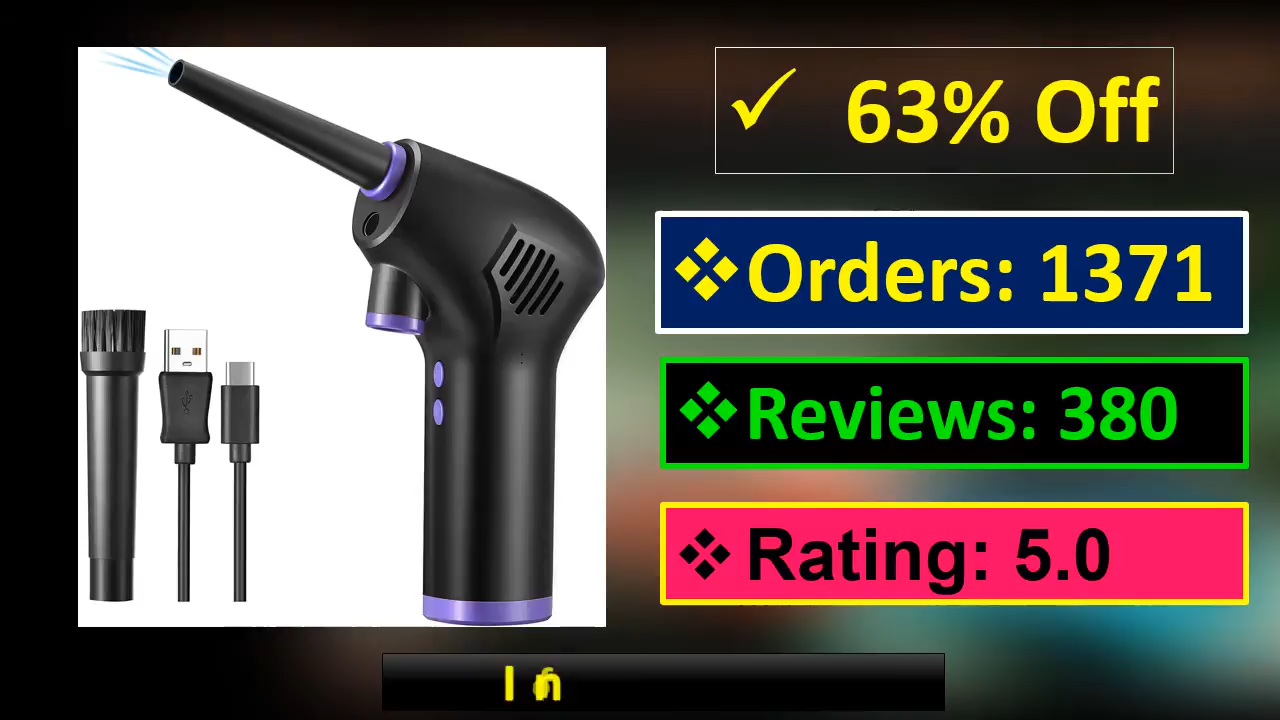 ✓ 63% Off
❖Orders: 1371
❖Reviews: 380
❖Rating: 5.0